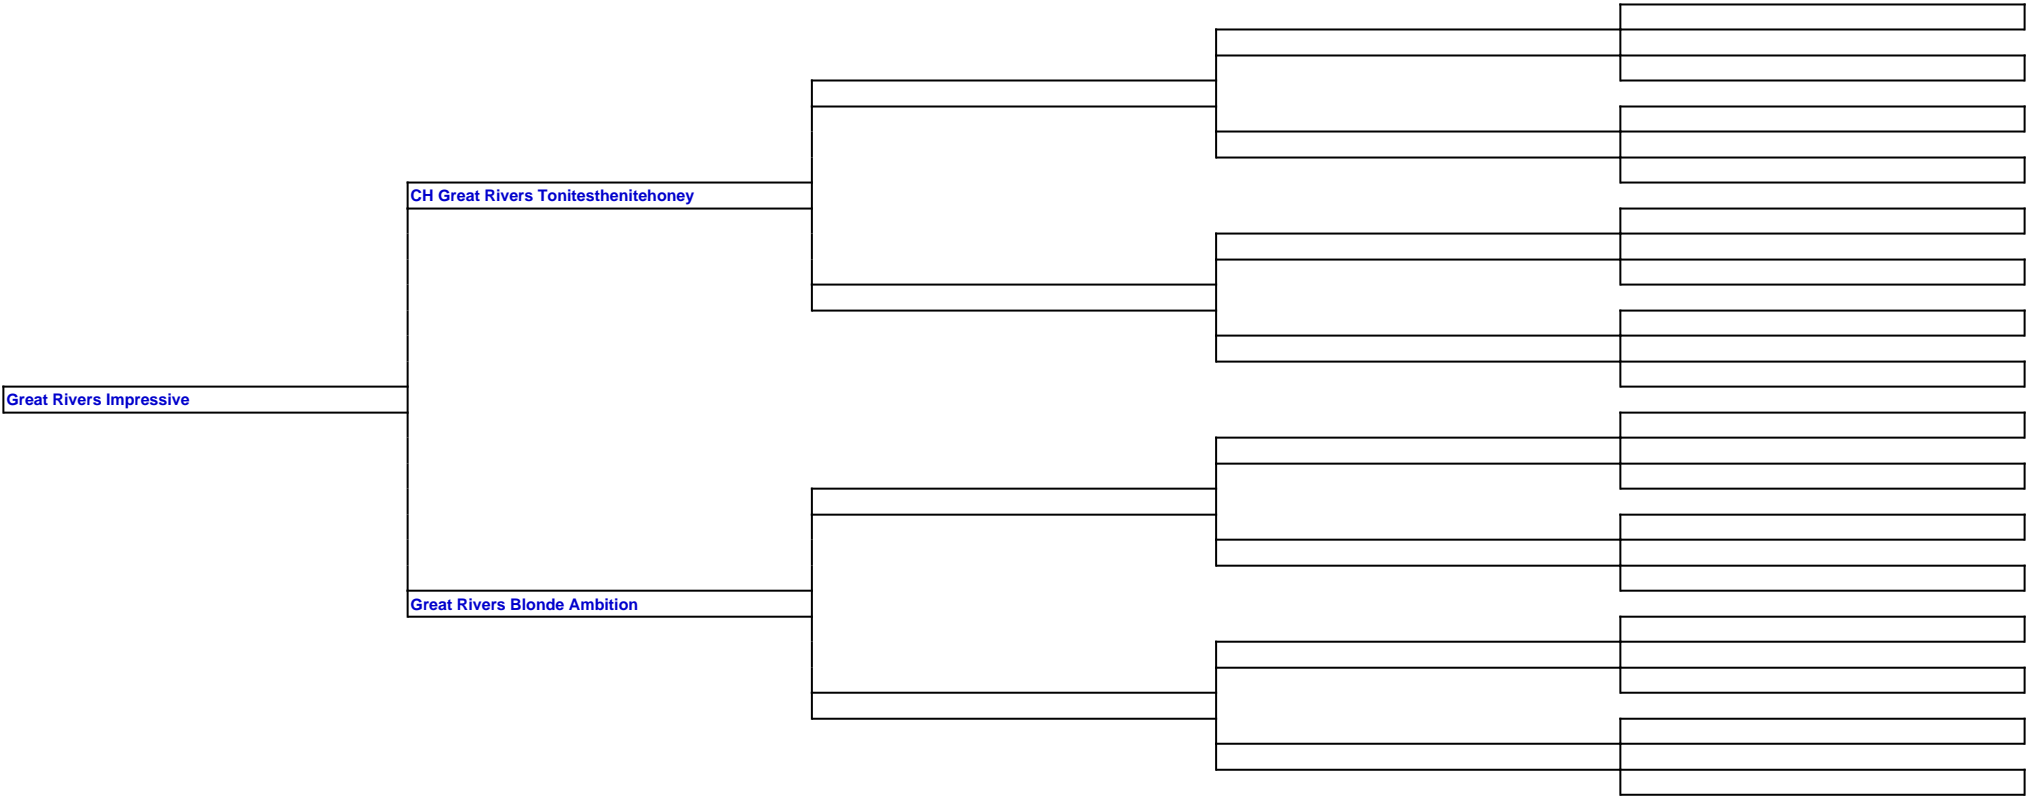 CH Great Rivers Tonitesthenitehoney
Great Rivers Impressive
Great Rivers Blonde Ambition